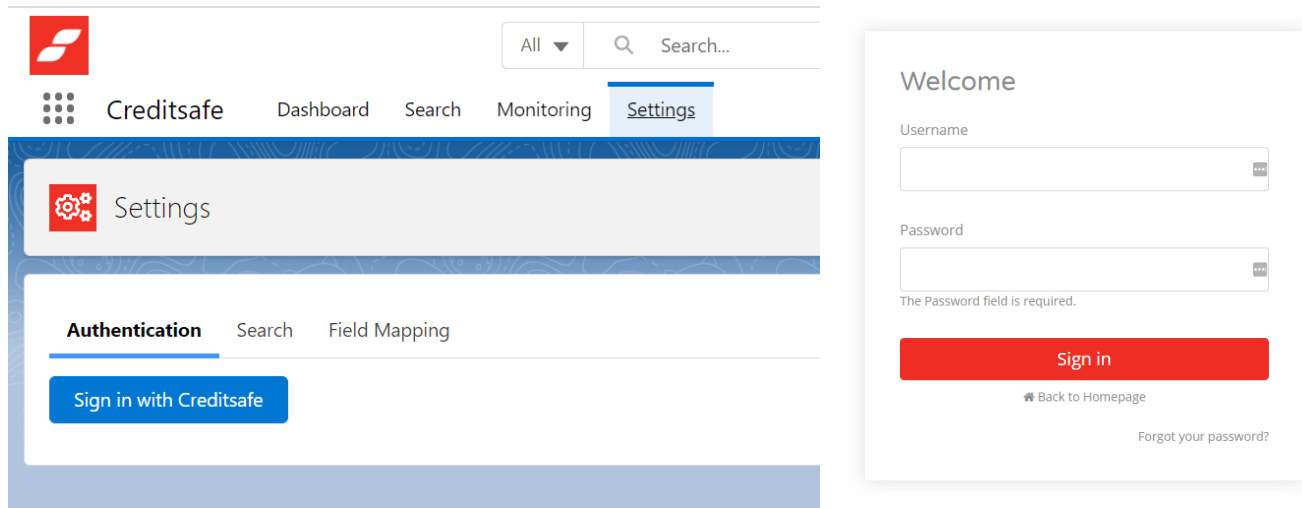 All
Search...
Creditsafe Dashboard Search Monitoring Settings
Settings
Authentication Search Field Mapping
Sign in with Creditsafe
Welcome
Username
Password
The Password field is required.
Sign in
Back to Homepage
Forgot your password?